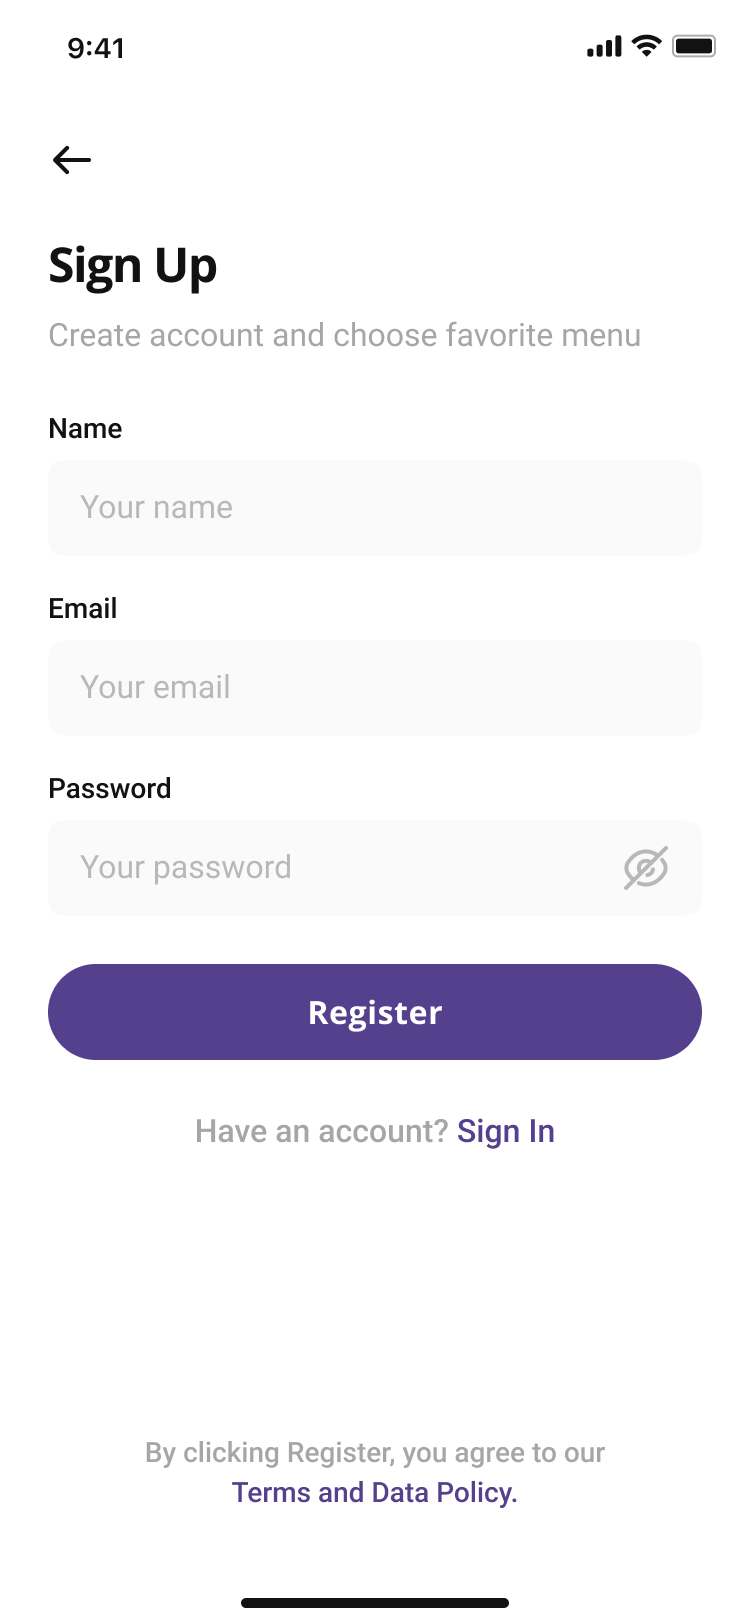 9:41
Sign Up
Create account and choose favorite menu
Name
Your name
Email
Your email
Password
Your password
Register
Have an account? Sign In
By clicking Register, you agree to our
Terms and Data Policy.